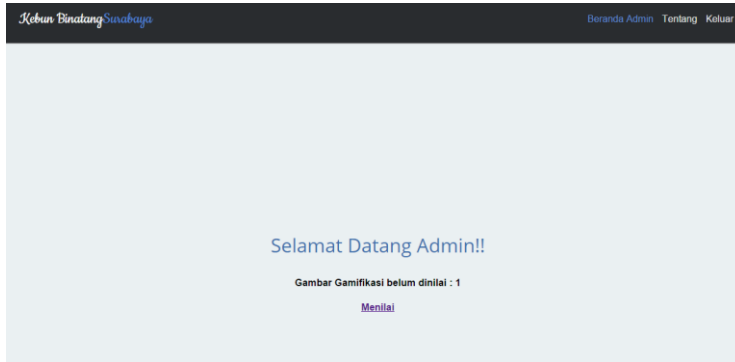 Kebun BinatangSurabaya
Beranda Admin Tentang Keluar
Selamat Datang Admin!!
Gambar Gamifikasi belum dinilai : 1
Menilai